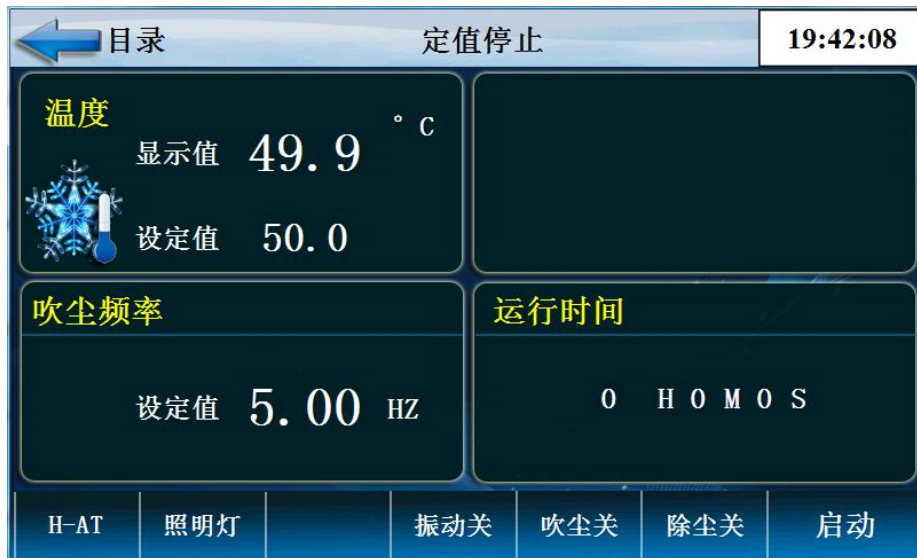 目录 定值停止 19:42:08
温度
显示值 49.9 °C
设定值 50.0
吹尘频率
设定值 5.00 HZ
运行时间
0 H 0 M 0 S
H-AT 照明灯 振动关 吹尘关 除尘关 启动